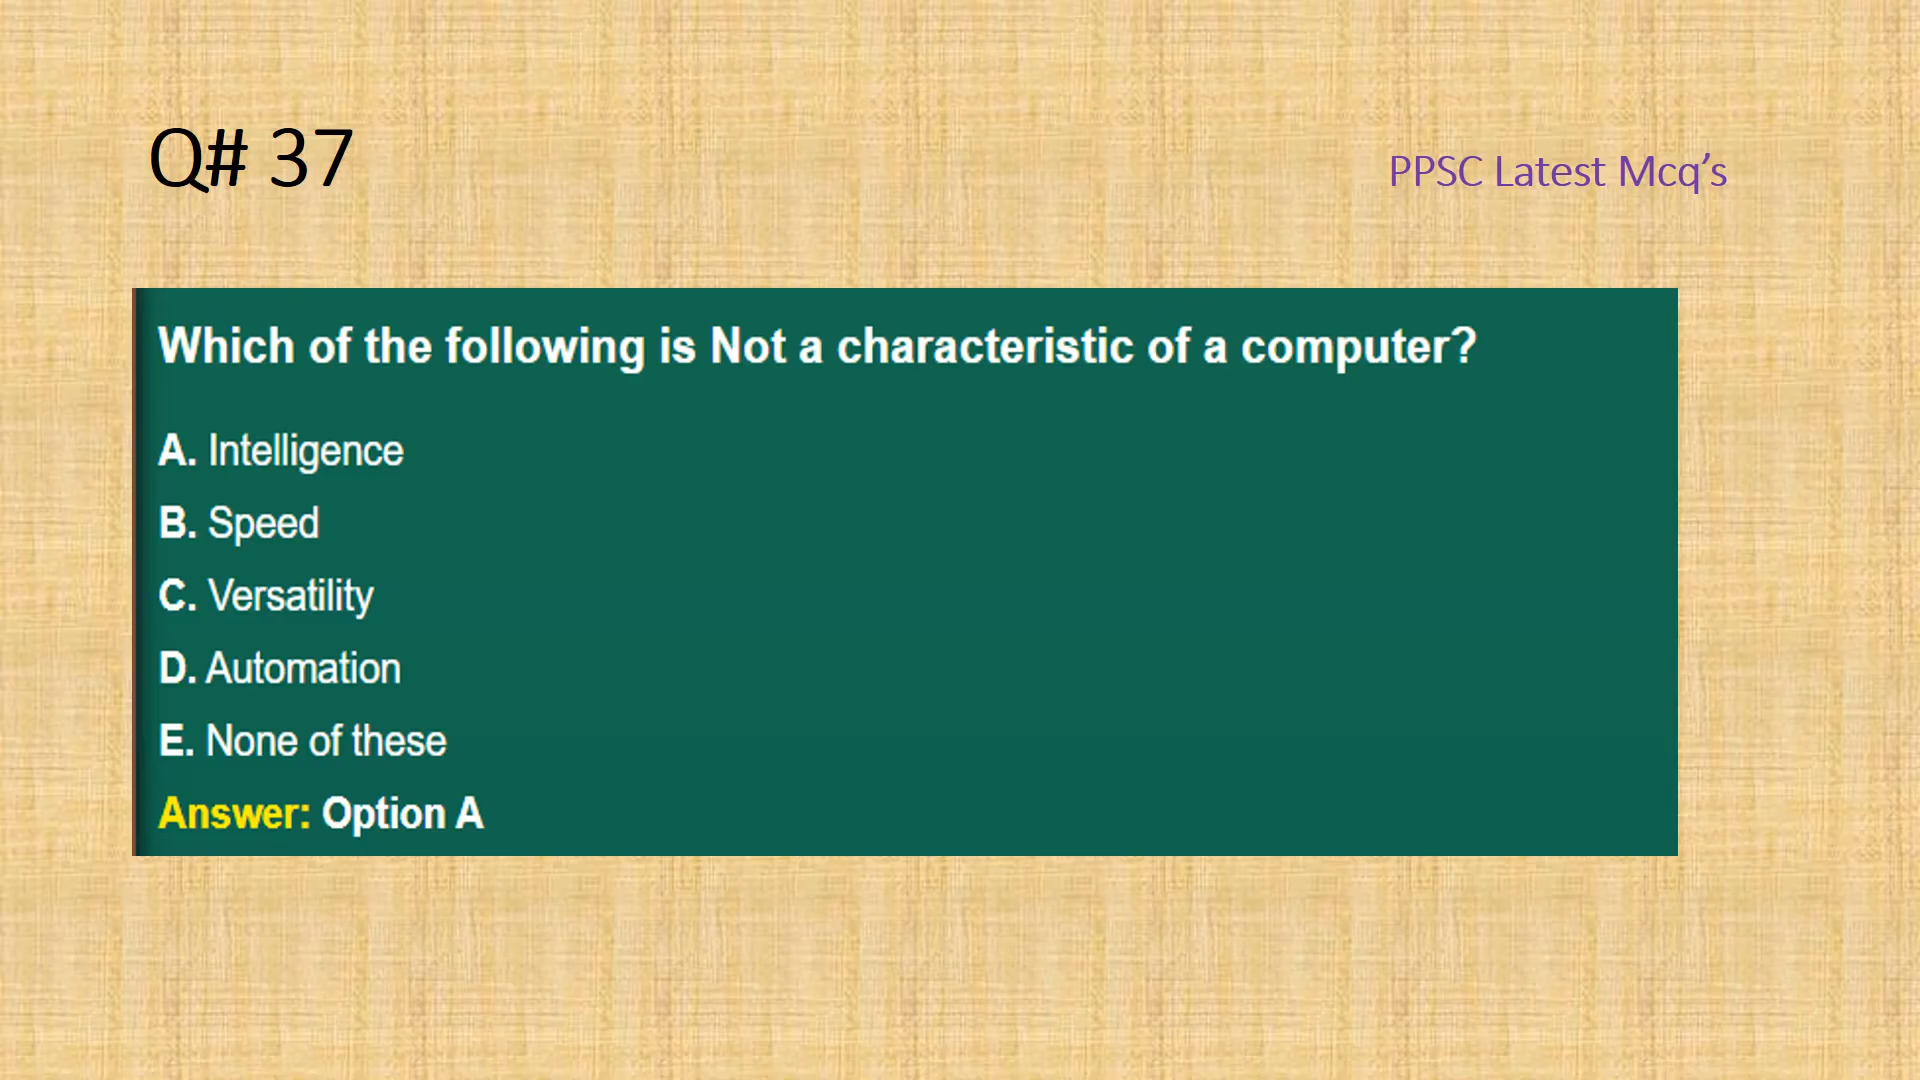 Q# 37
PPSC Latest Mcq’s
Which of the following is Not a characteristic of a computer?
A. Intelligence
B. Speed
C. Versatility
D. Automation
E. None of these
Answer: Option A